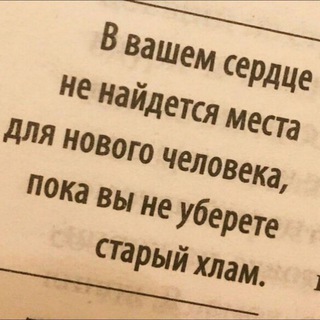 В вашем сердце
не найдется места
для нового человека,
пока вы не уберете
старый хлам.